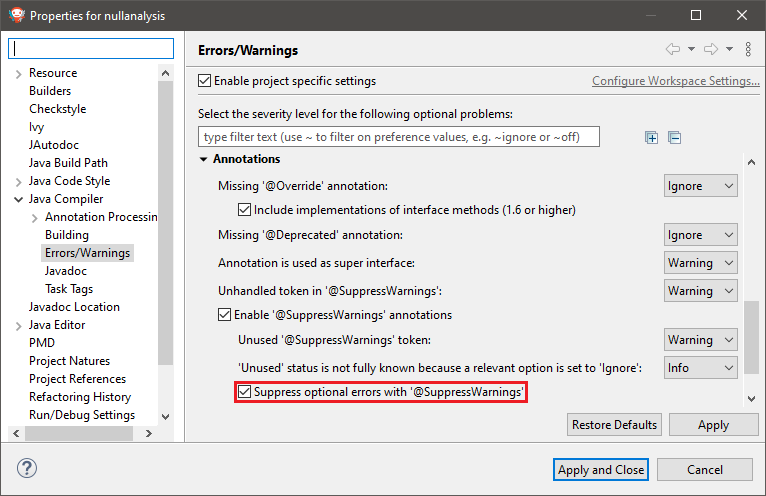 Properties for nullanalysis
Resource
Builders
Checkstyle
Ivy
JAutodoc
Java Build Path
Java Code Style
Java Compiler
Annotation Processin
Building
Errors/Warnings
Javadoc
Task Tags
Javadoc Location
Java Editor
PMD
Project Natures
Project References
Refactoring History
Run/Debug Settings
Errors/Warnings
Enable project specific settings
Configure Workspace Settings...
Select the severity level for the following optional problems:
type filter text (use ~ to filter on preference values, e.g. ~ignore or ~off)
Annotations
Missing '@Override' annotation: Ignore
Include implementations of interface methods (1.6 or higher)
Missing '@Deprecated' annotation: Ignore
Annotation is used as super interface: Warning
Unhandled token in '@SuppressWarnings': Warning
Enable '@SuppressWarnings' annotations
Unused '@SuppressWarnings' token: Warning
'Unused' status is not fully known because a relevant option is set to 'Ignore': Info
Suppress optional errors with '@SuppressWarnings'
Restore Defaults Apply
? Apply and Close Cancel